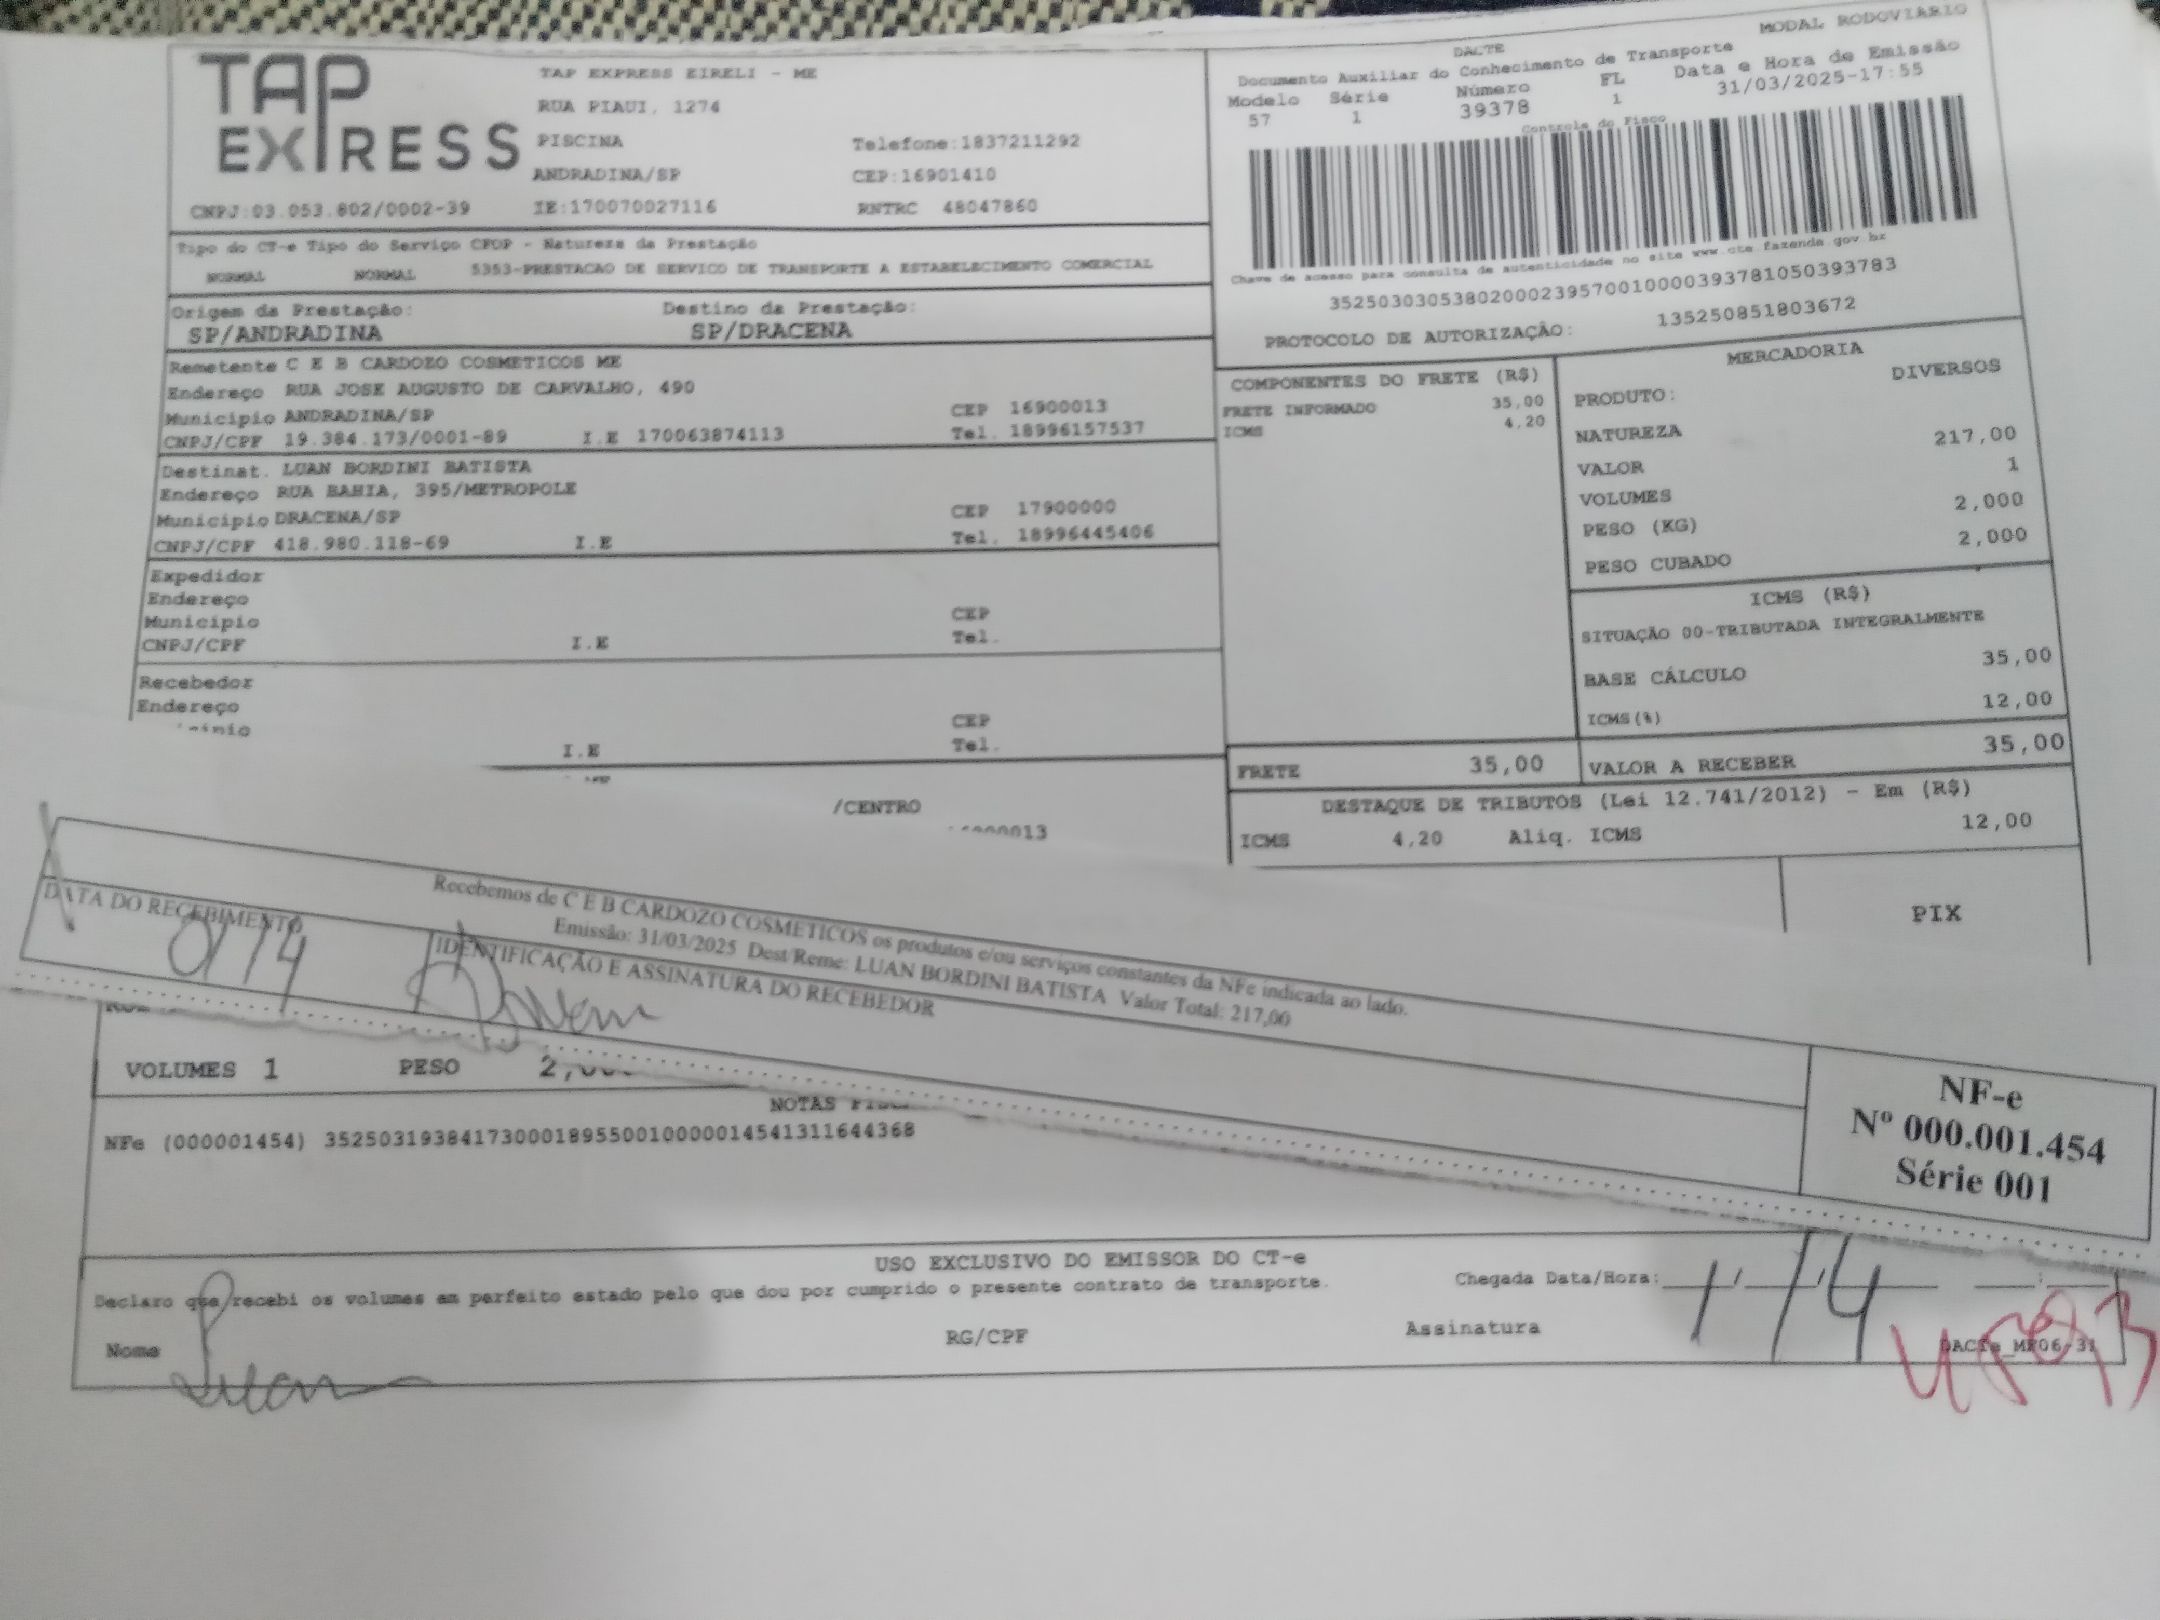 TAP EXPRESS
TAP EXPRESS EIRELI - ME
RUA PIAUI, 1274
PISCINA Telefone:1837211292
ANDRADINA/SP CEP:16901410
CNPJ:03.053.802/0002-39 IE:170070027116 RNTRC 48047860
Tipo do CT-e Tipo do Serviço CFOP - Natureza da Prestação
NORMAL NORMAL 5353-PRESTACAO DE SERVICO DE TRANSPORTE A ESTABELECIMENTO COMERCIAL
Origem da Prestação: Destino da Prestação:
SP/ANDRADINA SP/DRACENA
Remetente C E B CARDOZO COSMETICOS ME
Endereço RUA JOSE AUGUSTO DE CARVALHO, 490
Município ANDRADINA/SP CEP 16900013
CNPJ/CPF 19.384.173/0001-89 I.E 170063874113 Tel. 18996157537
Destinat. LUAN BORDINI BATISTA
Endereço RUA BAHIA, 395/METROPOLE
Município DRACENA/SP CEP 17900000
CNPJ/CPF 418.980.118-69 I.E Tel. 18996445406
Expedidor
Endereço
Município CEP
CNPJ/CPF I.E Tel.
Recebedor
Endereço
CEP
I.E Tel.
/CENTRO
MODAL RODOVIÁRIO
DACTE
Documento Auxiliar do Conhecimento de Transporte
Modelo Série Número FL Data e Hora de Emissão
57 1 39378 1 31/03/2025-17:55
Controle do Fisco
Chave de acesso para consulta de autenticidade no site www.cte.fazenda.gov.br
35250303053802000239570010000393781050393783
PROTOCOLO DE AUTORIZAÇÃO: 135250851803672
COMPONENTES DO FRETE (R$)
FRETE INFORMADO 35,00
ICMS 4,20
MERCADORIA
PRODUTO: DIVERSOS
NATUREZA
VALOR 217,00
VOLUMES 1
PESO (KG) 2,000
PESO CUBADO 2,000
ICMS (R$)
SITUAÇÃO 00-TRIBUTADA INTEGRALMENTE
BASE CÁLCULO 35,00
ICMS(%) 12,00
FRETE 35,00 VALOR A RECEBER 35,00
DESTAQUE DE TRIBUTOS (Lei 12.741/2012) - Em (R$)
ICMS 4,20 Aliq. ICMS 12,00
PIX
Recebemos de C E B CARDOZO COSMETICOS os produtos e/ou serviços constantes da NFe indicada ao lado.
Emissão: 31/03/2025 Dest/Reme: LUAN BORDINI BATISTA Valor Total: 217,00
DATA DO RECEBIMENTO
01/4
IDENTIFICAÇÃO E ASSINATURA DO RECEBEDOR
NF-e
Nº 000.001.454
Série 001
VOLUMES 1 PESO
NOTAS
NFe (000001454) 35250319384173000189550010000014541311644368
USO EXCLUSIVO DO EMISSOR DO CT-e
Declaro que recebi os volumes em perfeito estado pelo que dou por cumprido o presente contrato de transporte.
Chegada Data/Hora: 1/4
Nome Luan RG/CPF Assinatura
DACTe_MF06-31